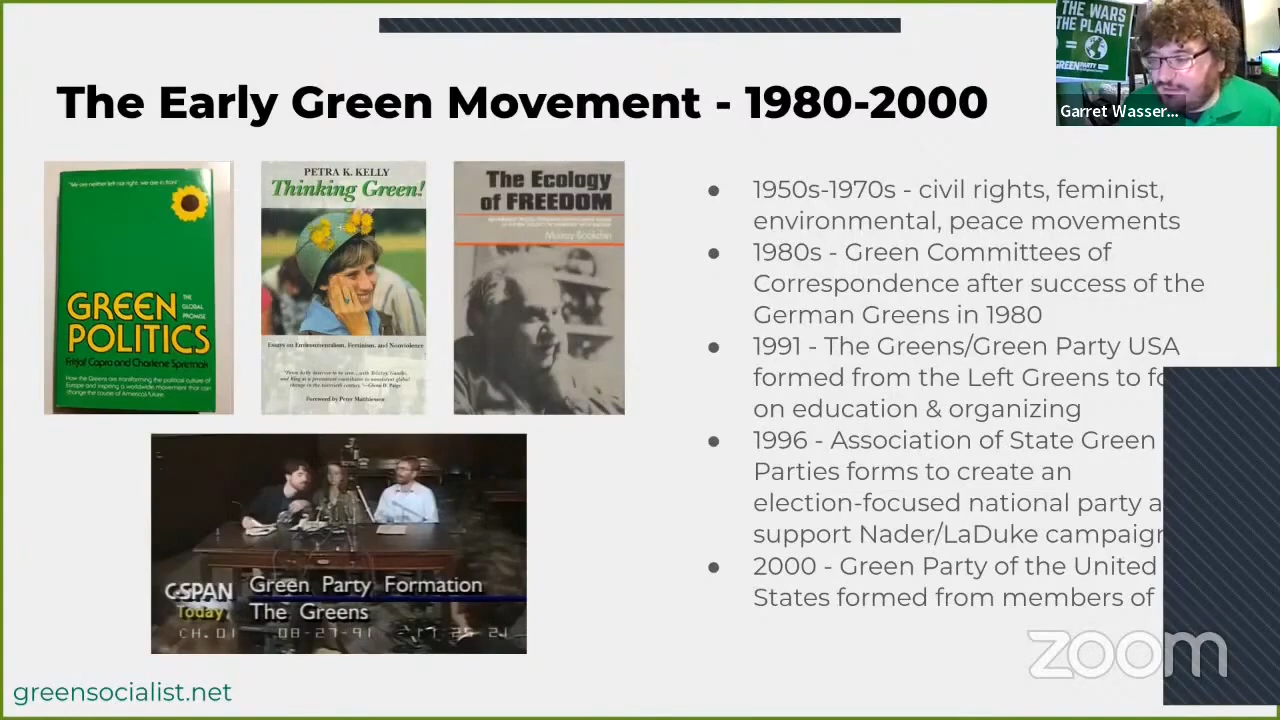 The Early Green Movement - 1980-2000
THE WARS
THE PLANET
=
GREENPARTY
Garret Wasser...
"We are neither left nor right; we are in front"
GREEN
POLITICS
THE
GLOBAL
PROMISE
Fritjof Capra and Charlene Spretnak
How the Greens are transforming the political culture of
Europe and inspiring a worldwide movement that can
change the course of America's future.
PETRA K. KELLY
Thinking Green!
Essays on Environmentalism, Feminism, and Nonviolence
Foreword by Peter Matthiessen
The Ecology
of FREEDOM
Murray Bookchin
C-SPAN
Today
Green Party Formation
The Greens
CH. 01 08-27-91 17 25 21
● 1950s-1970s - civil rights, feminist,
environmental, peace movements
● 1980s - Green Committees of
Correspondence after success of the
German Greens in 1980
● 1991 - The Greens/Green Party USA
formed from the Left Greens to fo
on education & organizing
● 1996 - Association of State Green
Parties forms to create an
election-focused national party a
support Nader/LaDuke campaign
● 2000 - Green Party of the United
States formed from members of
zoom
greensocialist.net